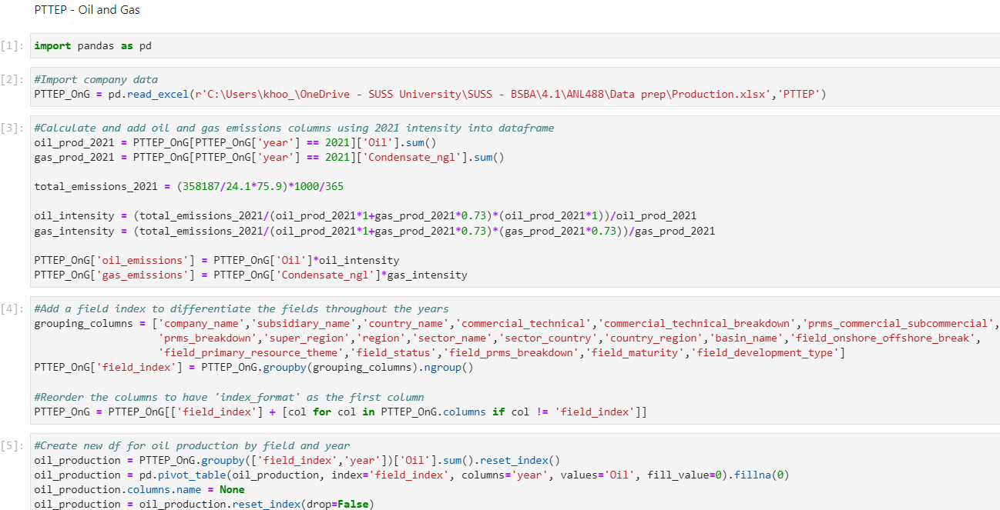 PTTEP - Oil and Gas
[1]: import pandas as pd
[2]: #Import company data
PTTEP_OnG = pd.read_excel(r'C:\Users\khoo_\OneDrive - SUSS University\SUSS - BSBA\4.1\ANL488\Data prep\Production.xlsx','PTTEP')
[3]: #Calculate and add oil and gas emissions columns using 2021 intensity into dataframe
oil_prod_2021 = PTTEP_OnG[PTTEP_OnG['year'] == 2021]['Oil'].sum()
gas_prod_2021 = PTTEP_OnG[PTTEP_OnG['year'] == 2021]['Condensate_ngl'].sum()
total_emissions_2021 = (358187/24.1*75.9)*1000/365
oil_intensity = (total_emissions_2021/(oil_prod_2021*1+gas_prod_2021*0.73)*(oil_prod_2021*1))/oil_prod_2021
gas_intensity = (total_emissions_2021/(oil_prod_2021*1+gas_prod_2021*0.73)*(gas_prod_2021*0.73))/gas_prod_2021
PTTEP_OnG['oil_emissions'] = PTTEP_OnG['Oil']*oil_intensity
PTTEP_OnG['gas_emissions'] = PTTEP_OnG['Condensate_ngl']*gas_intensity
[4]: #Add a field index to differentiate the fields throughout the years
grouping_columns = ['company_name','subsidiary_name','country_name','commercial_technical','commercial_technical_breakdown','prms_commercial_subcommercial',
'prms_breakdown','super_region','region','sector_name','sector_country','country_region','basin_name','field_onshore_offshore_break',
'field_primary_resource_theme','field_status','field_prms_breakdown','field_maturity','field_development_type']
PTTEP_OnG['field_index'] = PTTEP_OnG.groupby(grouping_columns).ngroup()
#Reorder the columns to have 'index_format' as the first column
PTTEP_OnG = PTTEP_OnG[['field_index'] + [col for col in PTTEP_OnG.columns if col != 'field_index']]
[5]: #Create new df for oil production by field and year
oil_production = PTTEP_OnG.groupby(['field_index','year'])['Oil'].sum().reset_index()
oil_production = pd.pivot_table(oil_production, index='field_index', columns='year', values='Oil', fill_value=0).fillna(0)
oil_production.columns.name = None
oil_production = oil_production.reset_index(drop=False)